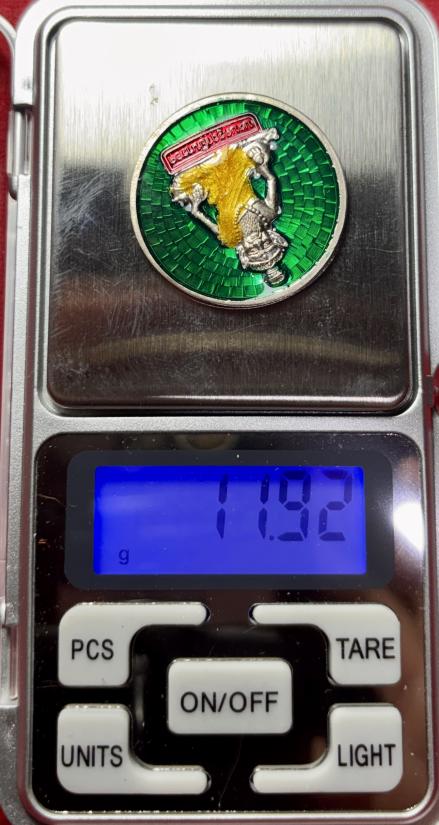 11.92
g
PCS
TARE
ON/OFF
UNITS
LIGHT